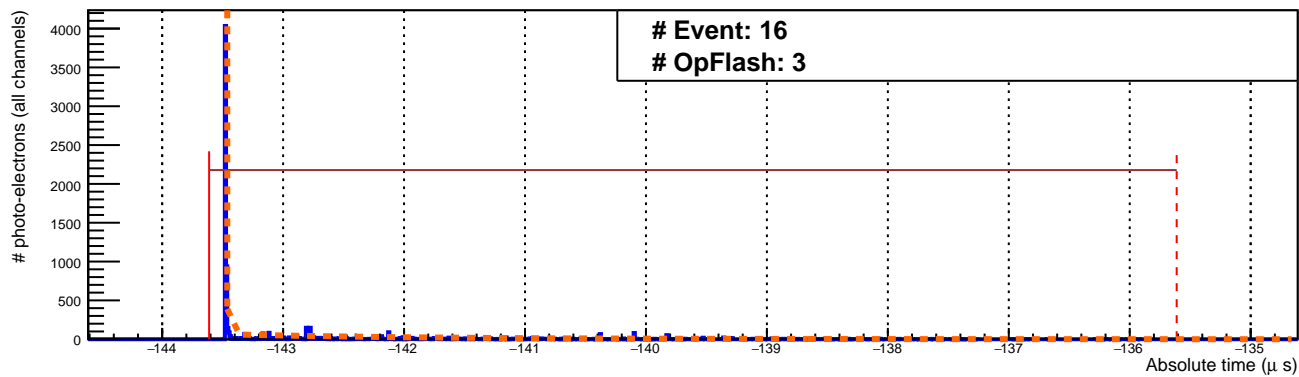 # Event: 16
# OpFlash: 3
# photo-electrons (all channels)
4000
3500
3000
2500
2000
1500
1000
500
0
−144 −143 −142 −141 −140 −139 −138 −137 −136 −135
Absolute time (μ s)